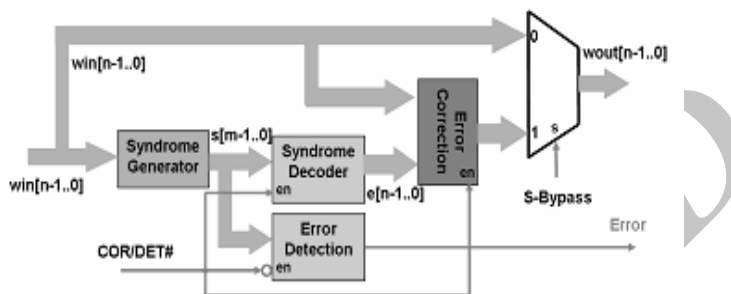 0
wout[n-1..0]
win[n-1..0]
Error
Correction
en
s[m-1..0]
Syndrome
Generator
Syndrome
Decoder
en
1
s
win[n-1..0]
e[n-1..0]
S-Bypass
Error
Detection
en
Error
COR/DET#